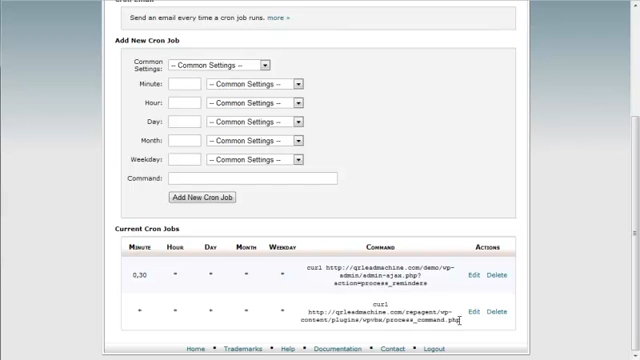 Send an email every time a cron job runs. more »
Add New Cron Job
Common Settings: -- Common Settings --
Minute: -- Common Settings --
Hour: -- Common Settings --
Day: -- Common Settings --
Month: -- Common Settings --
Weekday: -- Common Settings --
Command:
Add New Cron Job
Current Cron Jobs
Minute Hour Day Month Weekday Command Actions
0,30 * * * * curl http://qrleadmachine.com/demo/wp-
admin/admin-ajax.php?
action=process_reminders Edit Delete
* * * * * curl
http://qrleadmachine.com/repagent/wp-
content/plugins/wpvbx/process_command.php Edit Delete
Home Trademarks Help Documentation Contact Logout